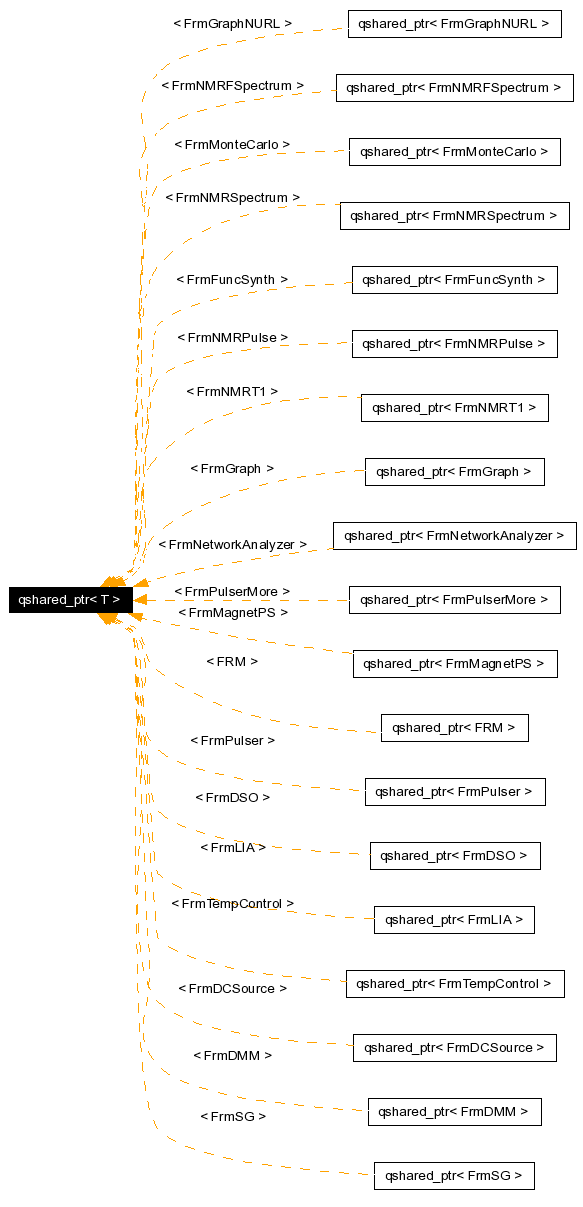 < FrmGraphNURL >
qshared_ptr< FrmGraphNURL >
< FrmNMRFSpectrum >
qshared_ptr< FrmNMRFSpectrum >
< FrmMonteCarlo >
qshared_ptr< FrmMonteCarlo >
< FrmNMRSpectrum >
qshared_ptr< FrmNMRSpectrum >
< FrmFuncSynth >
qshared_ptr< FrmFuncSynth >
< FrmNMRPulse >
qshared_ptr< FrmNMRPulse >
< FrmNMRT1 >
qshared_ptr< FrmNMRT1 >
< FrmGraph >
qshared_ptr< FrmGraph >
< FrmNetworkAnalyzer >
qshared_ptr< FrmNetworkAnalyzer >
qshared_ptr< T >
< FrmPulserMore >
qshared_ptr< FrmPulserMore >
< FrmMagnetPS >
qshared_ptr< FrmMagnetPS >
< FRM >
qshared_ptr< FRM >
< FrmPulser >
qshared_ptr< FrmPulser >
< FrmDSO >
qshared_ptr< FrmDSO >
< FrmLIA >
qshared_ptr< FrmLIA >
< FrmTempControl >
qshared_ptr< FrmTempControl >
< FrmDCSource >
qshared_ptr< FrmDCSource >
< FrmDMM >
qshared_ptr< FrmDMM >
< FrmSG >
qshared_ptr< FrmSG >